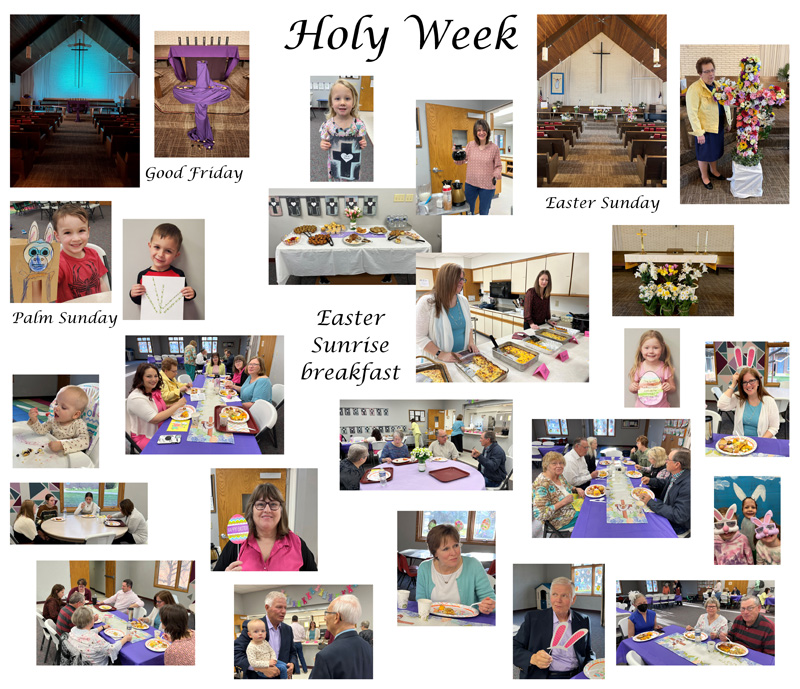 Holy Week
Good Friday
Easter Sunday
Palm Sunday
Easter
Sunrise
breakfast